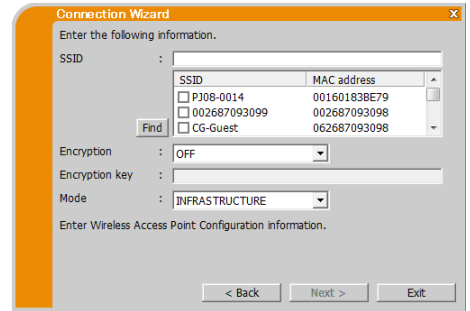 Connection Wizard x
Enter the following information.
SSID :
SSID MAC address
PJ08-0014 00160183BE79
002687093099 002687093098
Find CG-Guest 062687093098
Encryption : OFF
Encryption key :
Mode : INFRASTRUCTURE
Enter Wireless Access Point Configuration information.
< Back Next > Exit